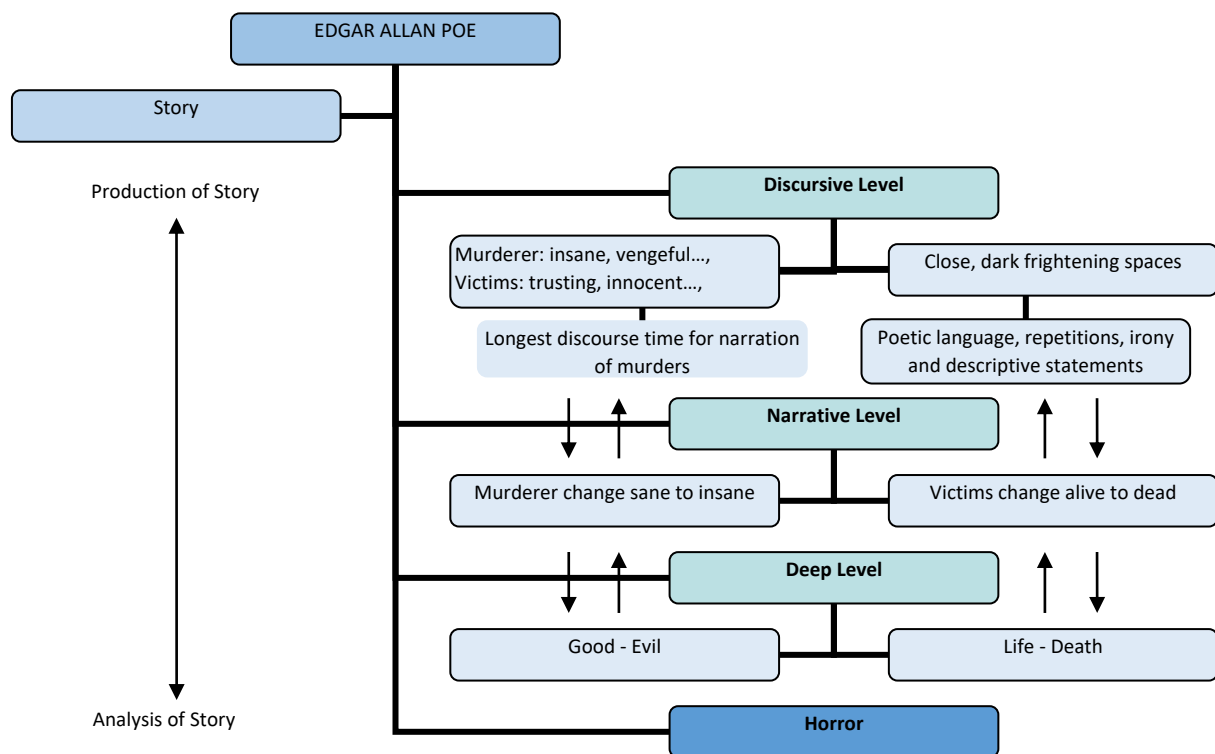 EDGAR ALLAN POE
Story
Production of Story
Discursive Level
Murderer: insane, vengeful…,
Victims: trusting, innocent…,
Close, dark frightening spaces
Longest discourse time for narration
of murders
Poetic language, repetitions, irony
and descriptive statements
Narrative Level
Murderer change sane to insane
Victims change alive to dead
Deep Level
Good - Evil
Life - Death
Analysis of Story
Horror